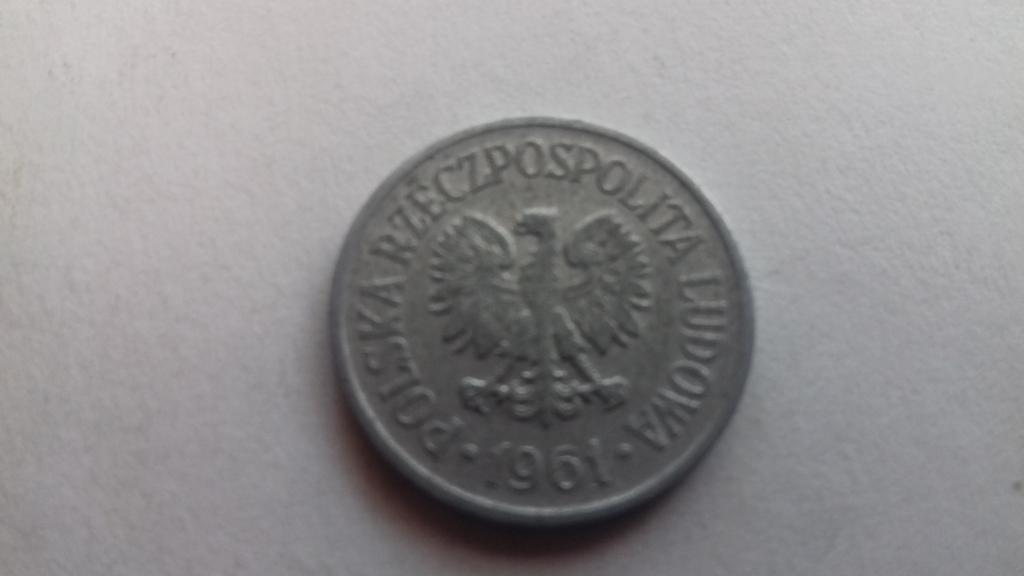 POLSKA RZECZPOSPOLITA LUDOWA
1961